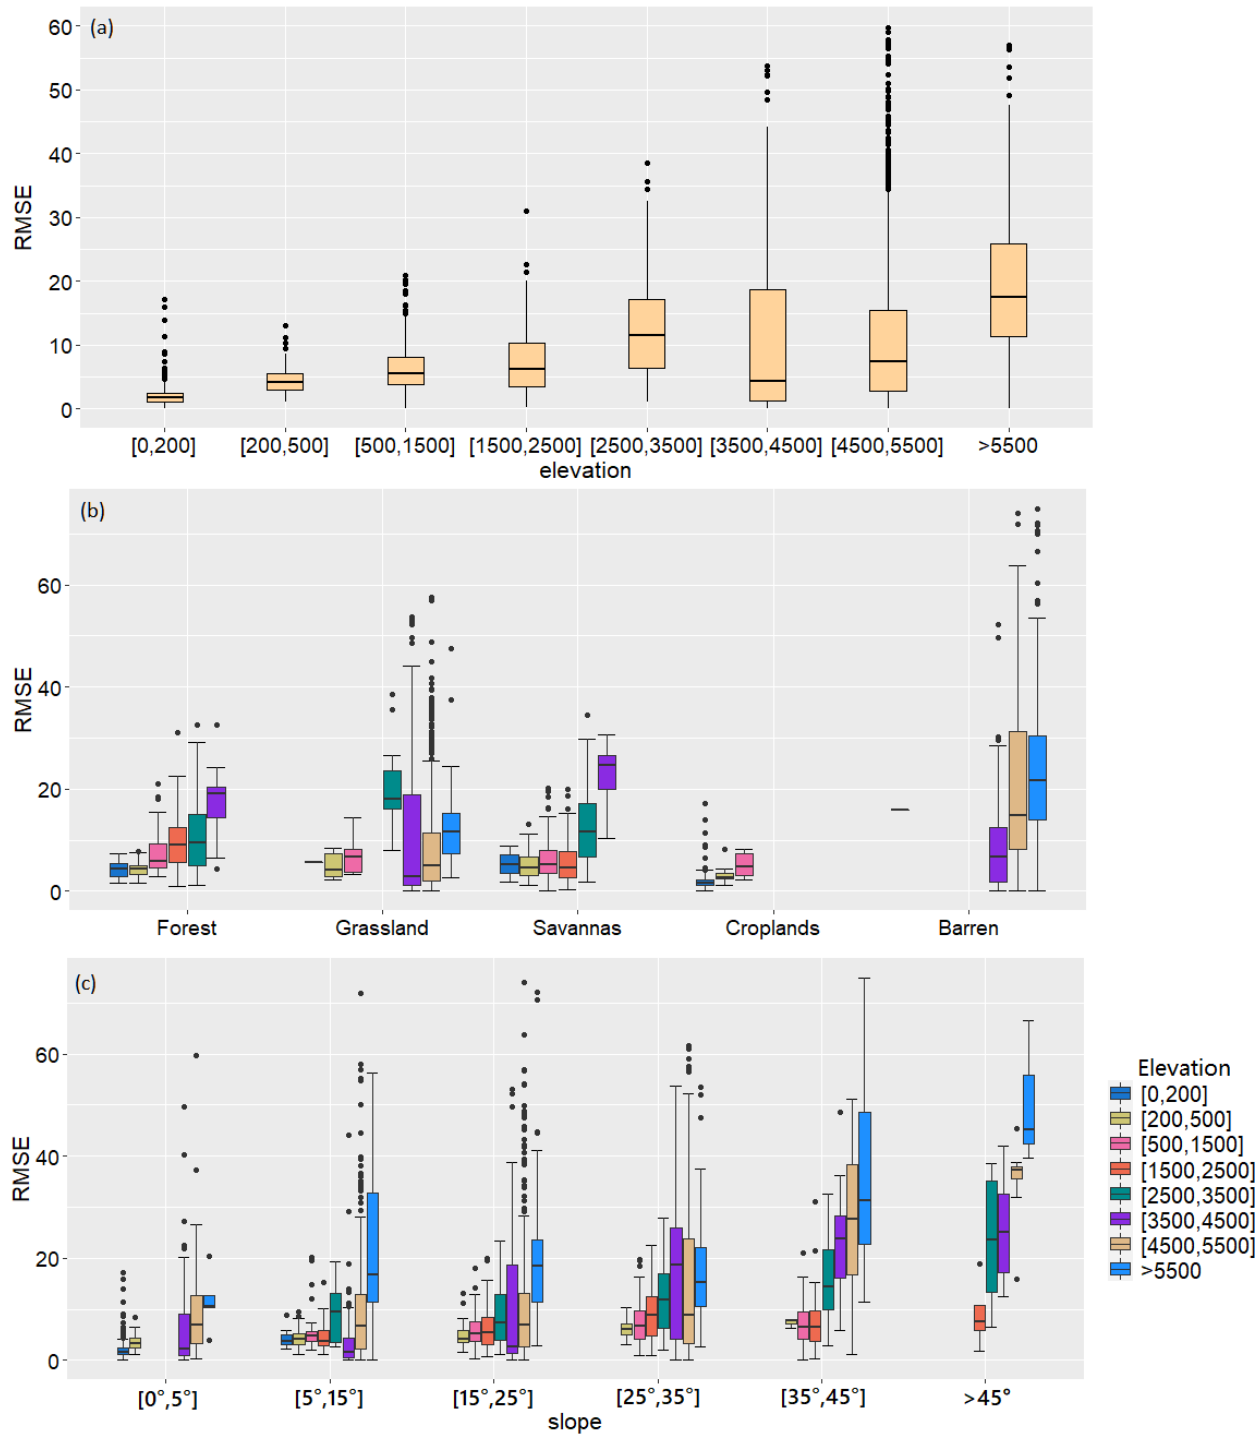 (a)
60
50
40
30
20
10
0
RMSE
[0,200] [200,500] [500,1500] [1500,2500] [2500,3500] [3500,4500] [4500,5500] >5500
elevation
(b)
60
40
20
0
RMSE
Forest Grassland Savannas Croplands Barren
(c)
60
40
20
0
RMSE
[0°,5°] [5°,15°] [15°,25°] [25°,35°] [35°,45°] >45°
slope
Elevation
[0,200]
[200,500]
[500,1500]
[1500,2500]
[2500,3500]
[3500,4500]
[4500,5500]
>5500